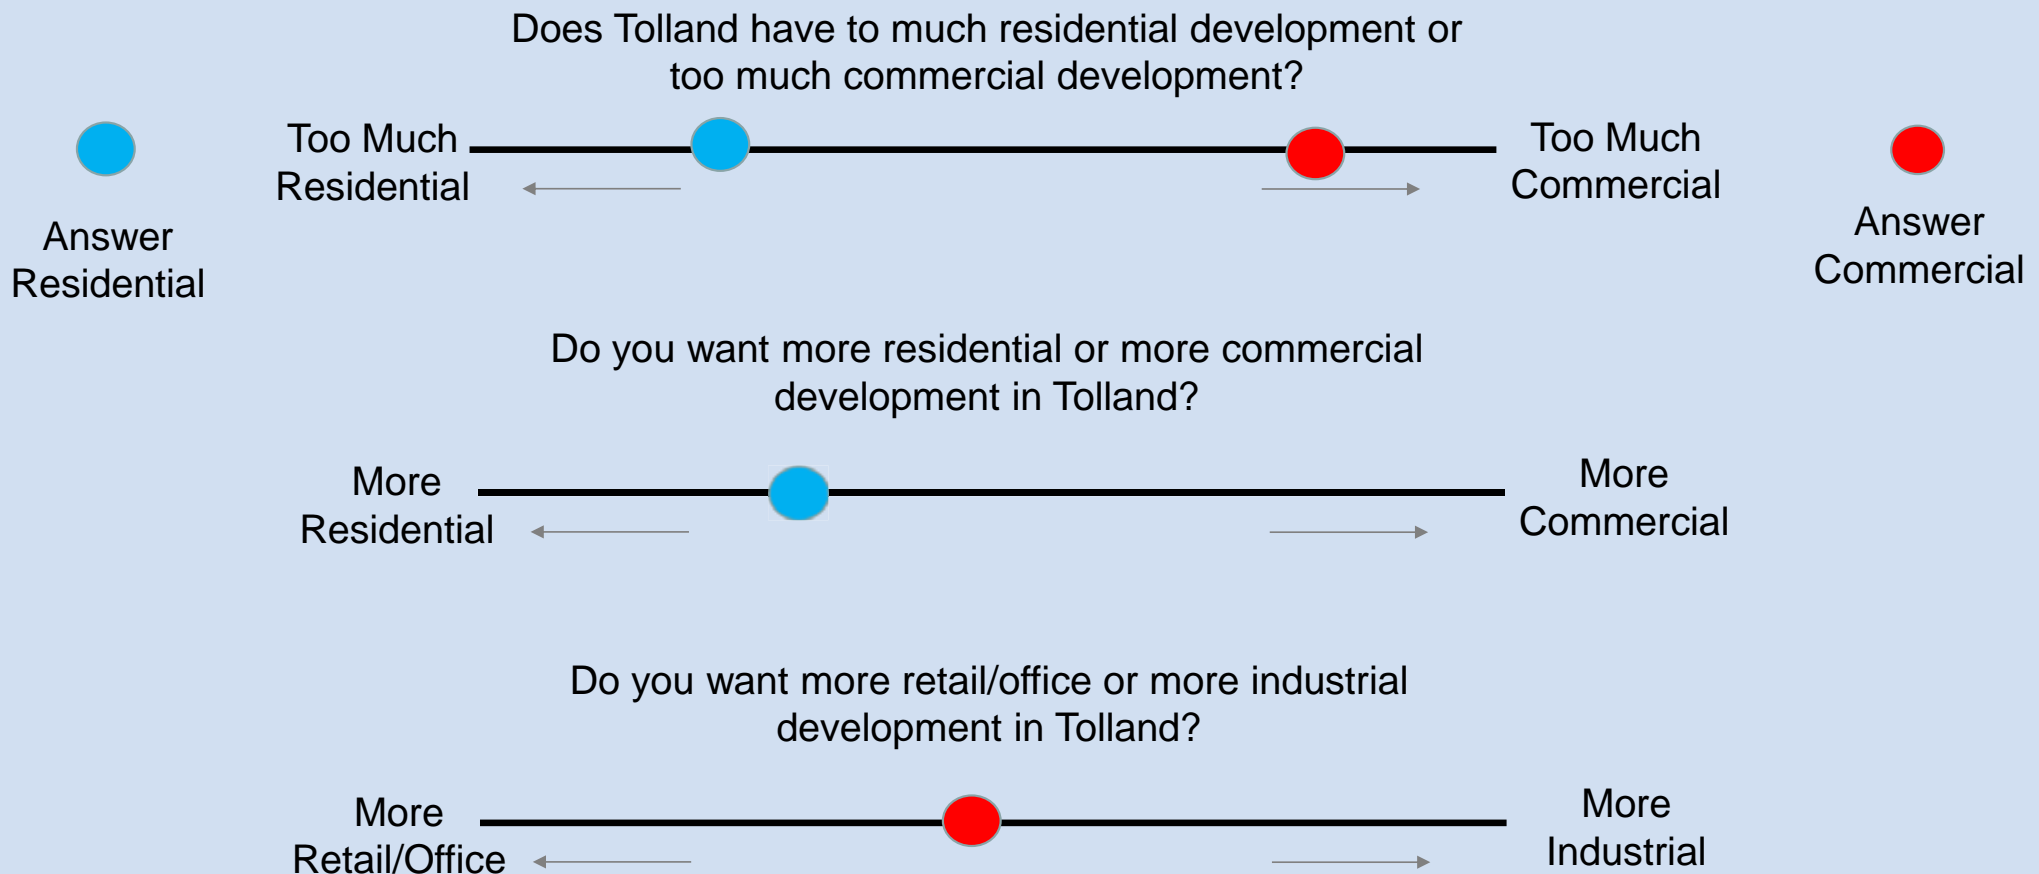 Does Tolland have to much residential development or
too much commercial development?
Too Much
Residential
Too Much
Commercial
Answer
Residential
Answer
Commercial
Do you want more residential or more commercial
development in Tolland?
More
Residential
More
Commercial
Do you want more retail/office or more industrial
development in Tolland?
More
Retail/Office
More
Industrial